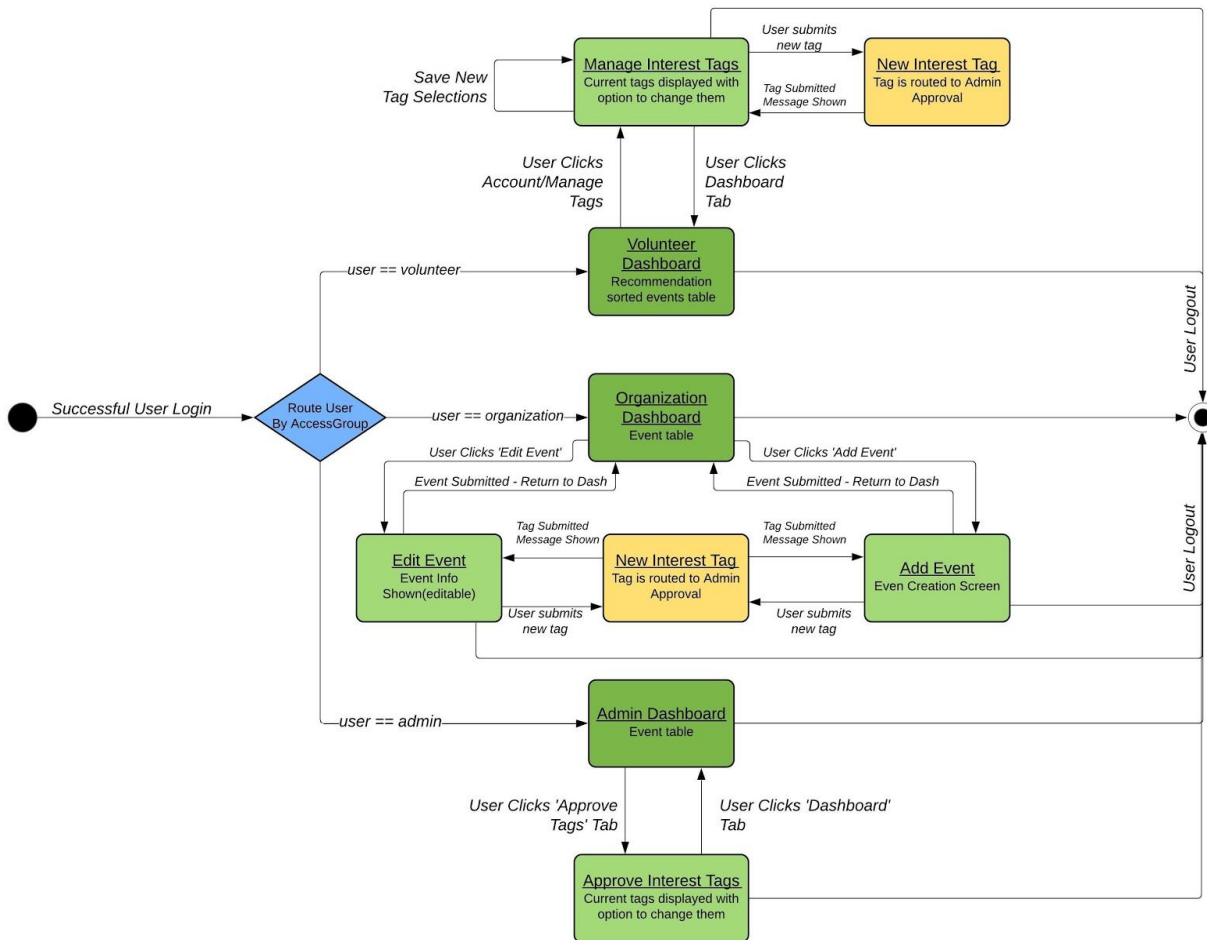 User submits
new tag
Manage Interest Tags
Current tags displayed with
option to change them
New Interest Tag
Tag is routed to Admin
Approval
Save New
Tag Selections
Tag Submitted
Message Shown
User Clicks
Account/Manage
Tags
User Clicks
Dashboard
Tab
Volunteer
Dashboard
Recommendation
sorted events table
user == volunteer
User Logout
Successful User Login
Route User
By AccessGroup
user == organization
Organization
Dashboard
Event table
User Clicks 'Edit Event'
User Clicks 'Add Event'
Event Submitted - Return to Dash
Event Submitted - Return to Dash
Tag Submitted
Message Shown
Tag Submitted
Message Shown
Edit Event
Event Info
Shown(editable)
New Interest Tag
Tag is routed to Admin
Approval
Add Event
Even Creation Screen
User submits
new tag
User submits
new tag
User Logout
user == admin
Admin Dashboard
Event table
User Clicks 'Approve
Tags' Tab
User Clicks 'Dashboard'
Tab
Approve Interest Tags
Current tags displayed with
option to change them